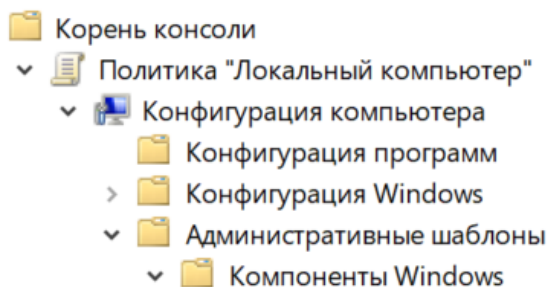 Корень консоли
Политика "Локальный компьютер"
Конфигурация компьютера
Конфигурация программ
Конфигурация Windows
Административные шаблоны
Компоненты Windows